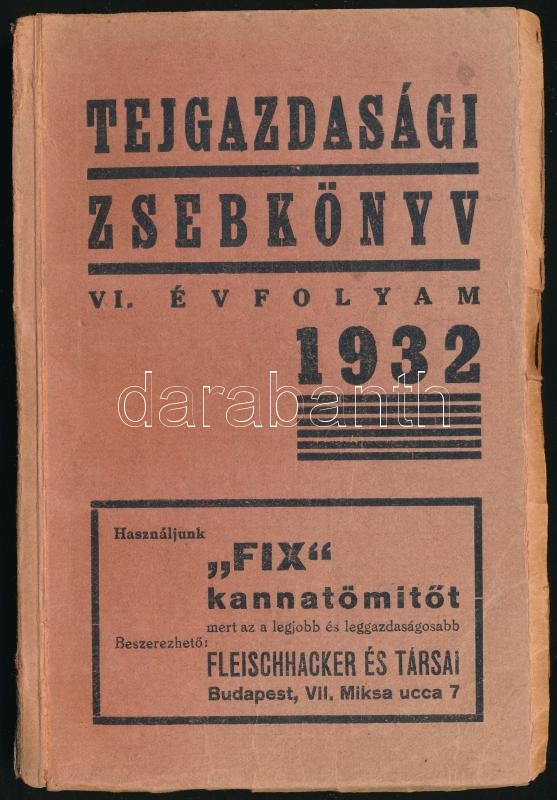 TEJGAZDASÁGI
ZSEBKÖNYV
VI. ÉVFOLYAM
1932
darabanth
Használjunk
„FIX“
kannatömitőt
mert az a legjobb és leggazdaságosabb
Beszerezhető:
FLEISCHHACKER ÉS TÁRSAI
Budapest, VII. Miksa ucca 7